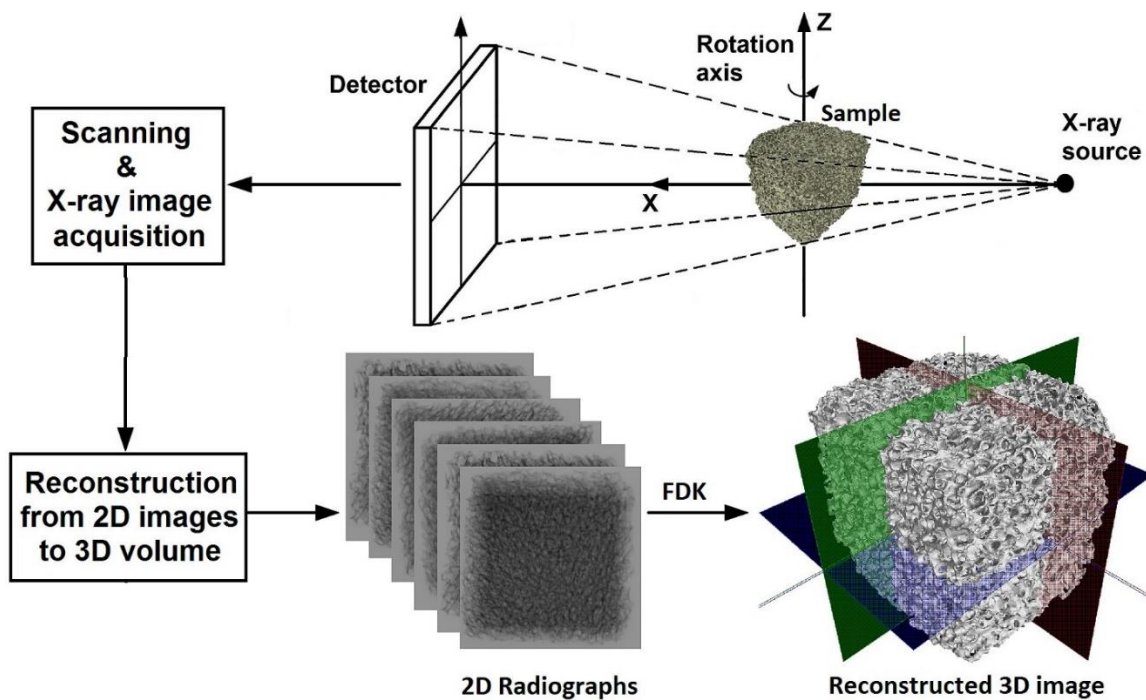 Z
Rotation
axis
Detector
Sample
X-ray
source
X
Scanning
&
X-ray image
acquisition
Reconstruction
from 2D images
to 3D volume
FDK
2D Radiographs
Reconstructed 3D image